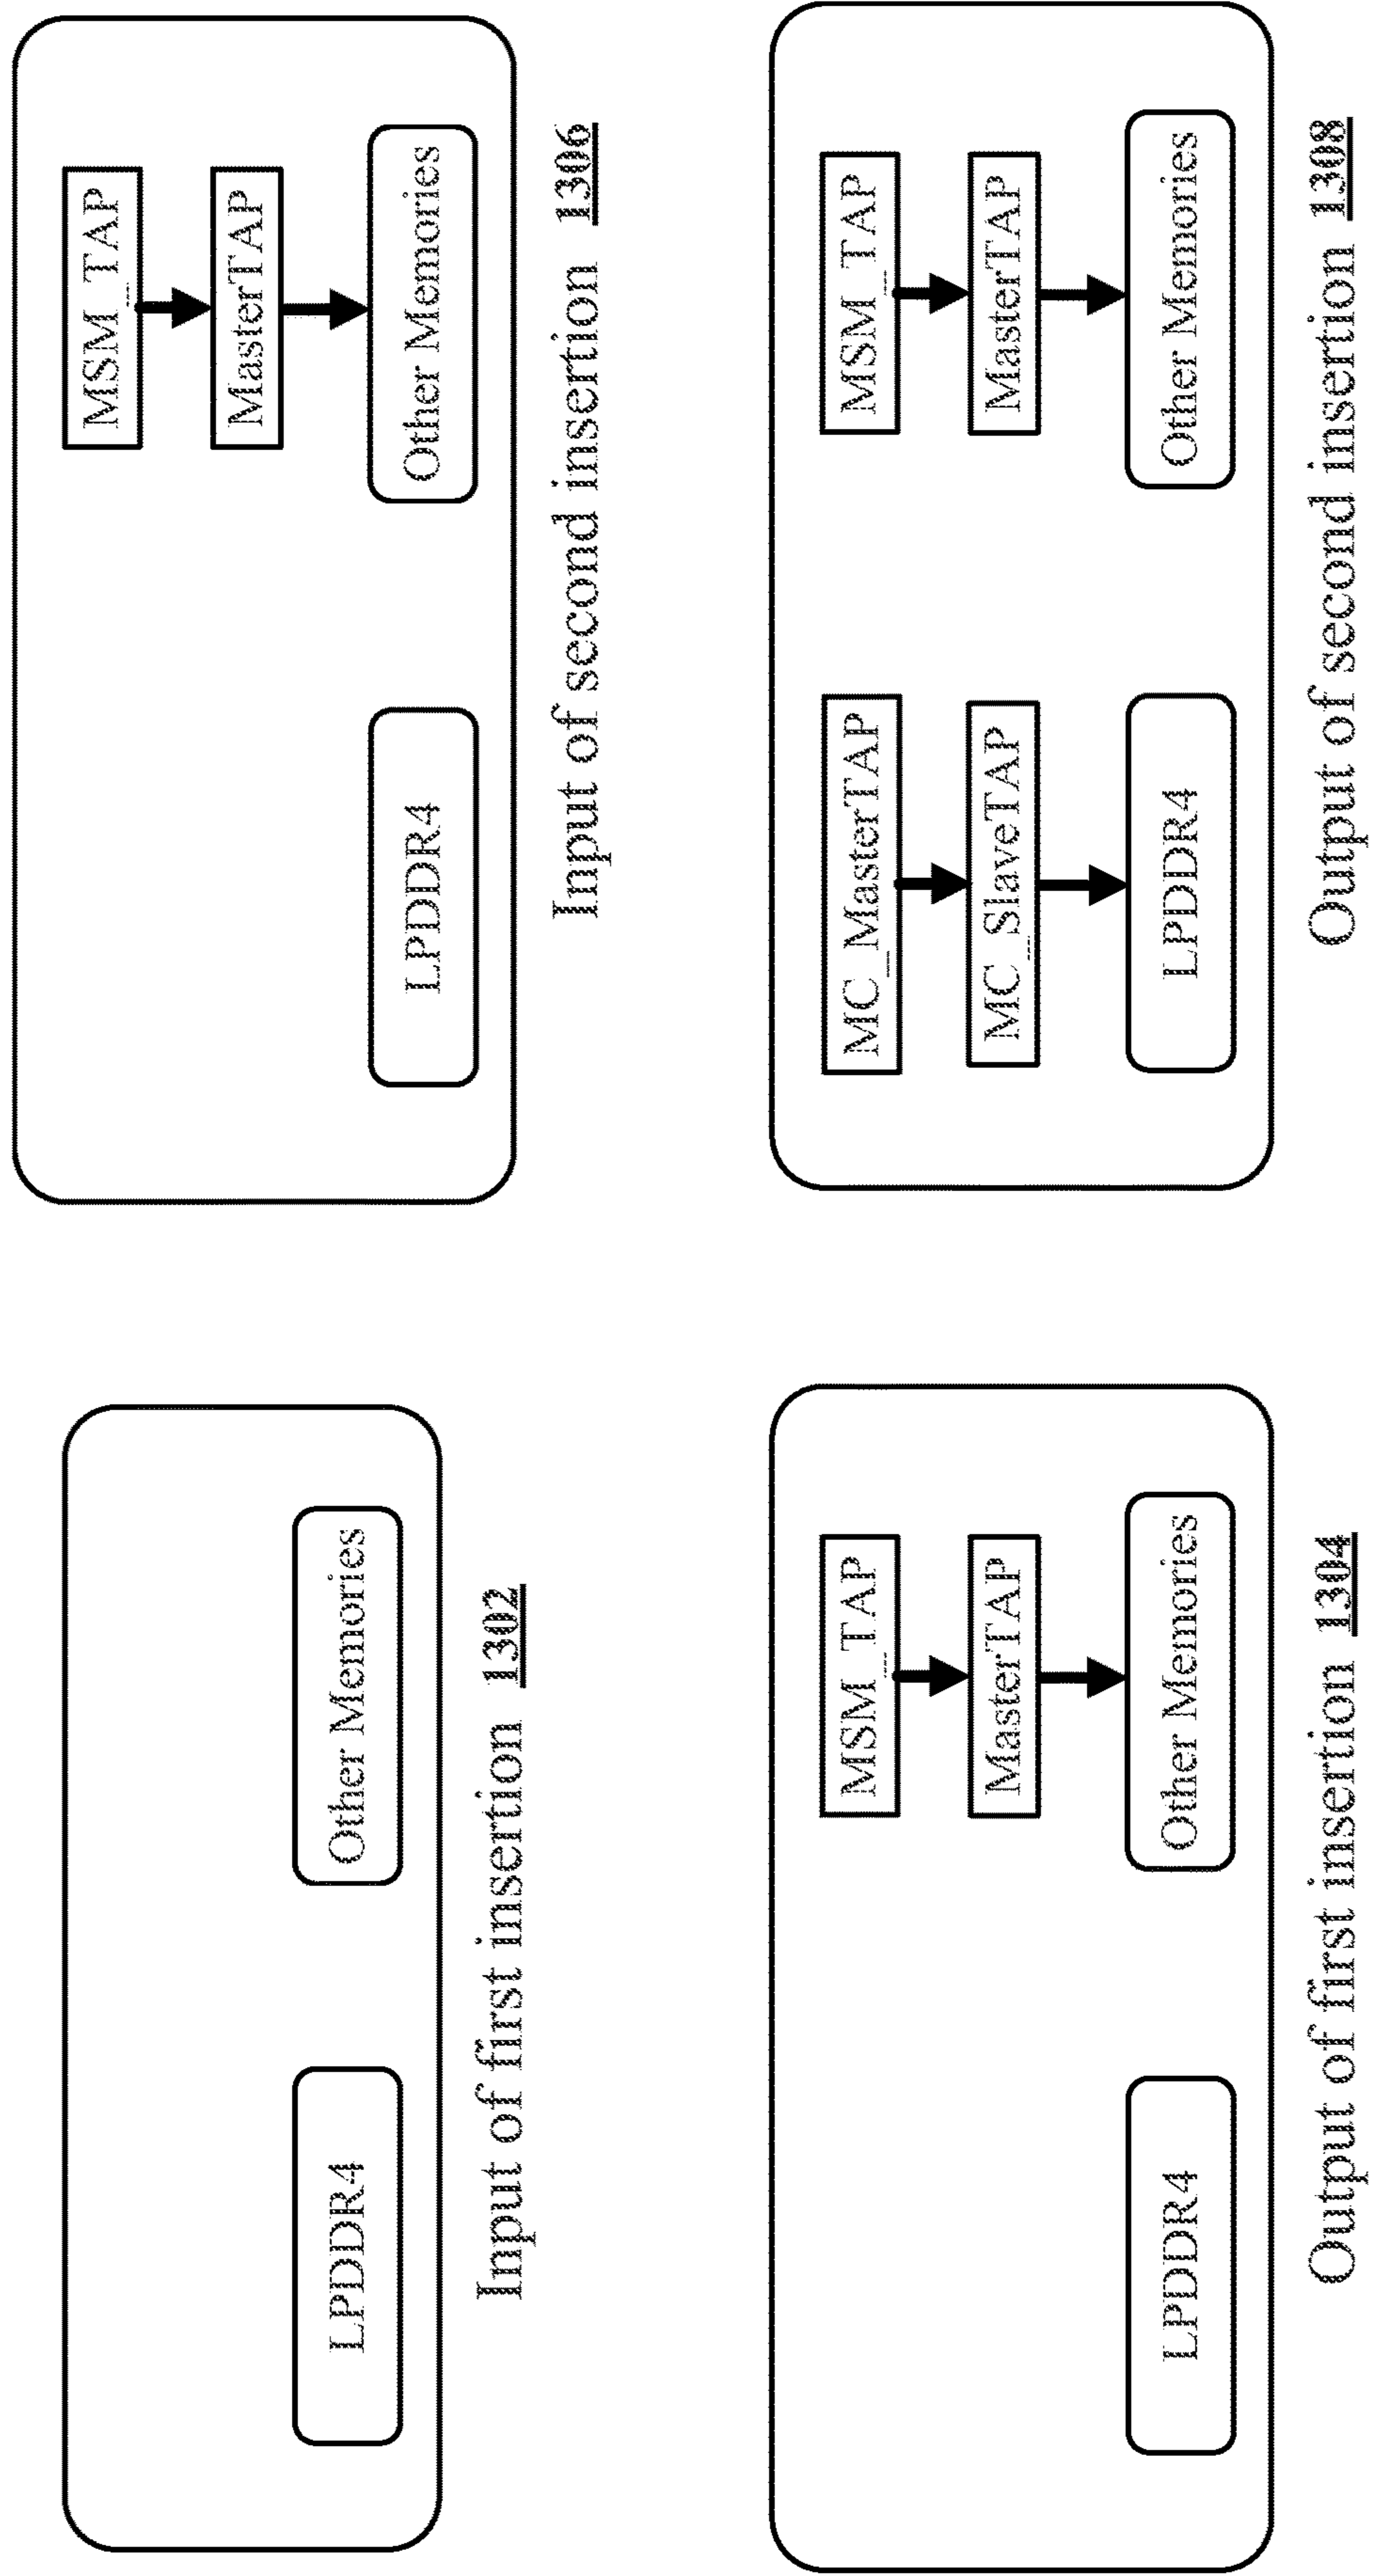 LPDDR4
Other Memories
Input of first insertion 1302
MSM_TAP
MasterTAP
LPDDR4
Other Memories
Output of first insertion 1304
MSM_TAP
MasterTAP
LPDDR4
Other Memories
Input of second insertion 1306
MC_MasterTAP
MSM_TAP
MC_SlaveTAP
MasterTAP
LPDDR4
Other Memories
Output of second insertion 1308